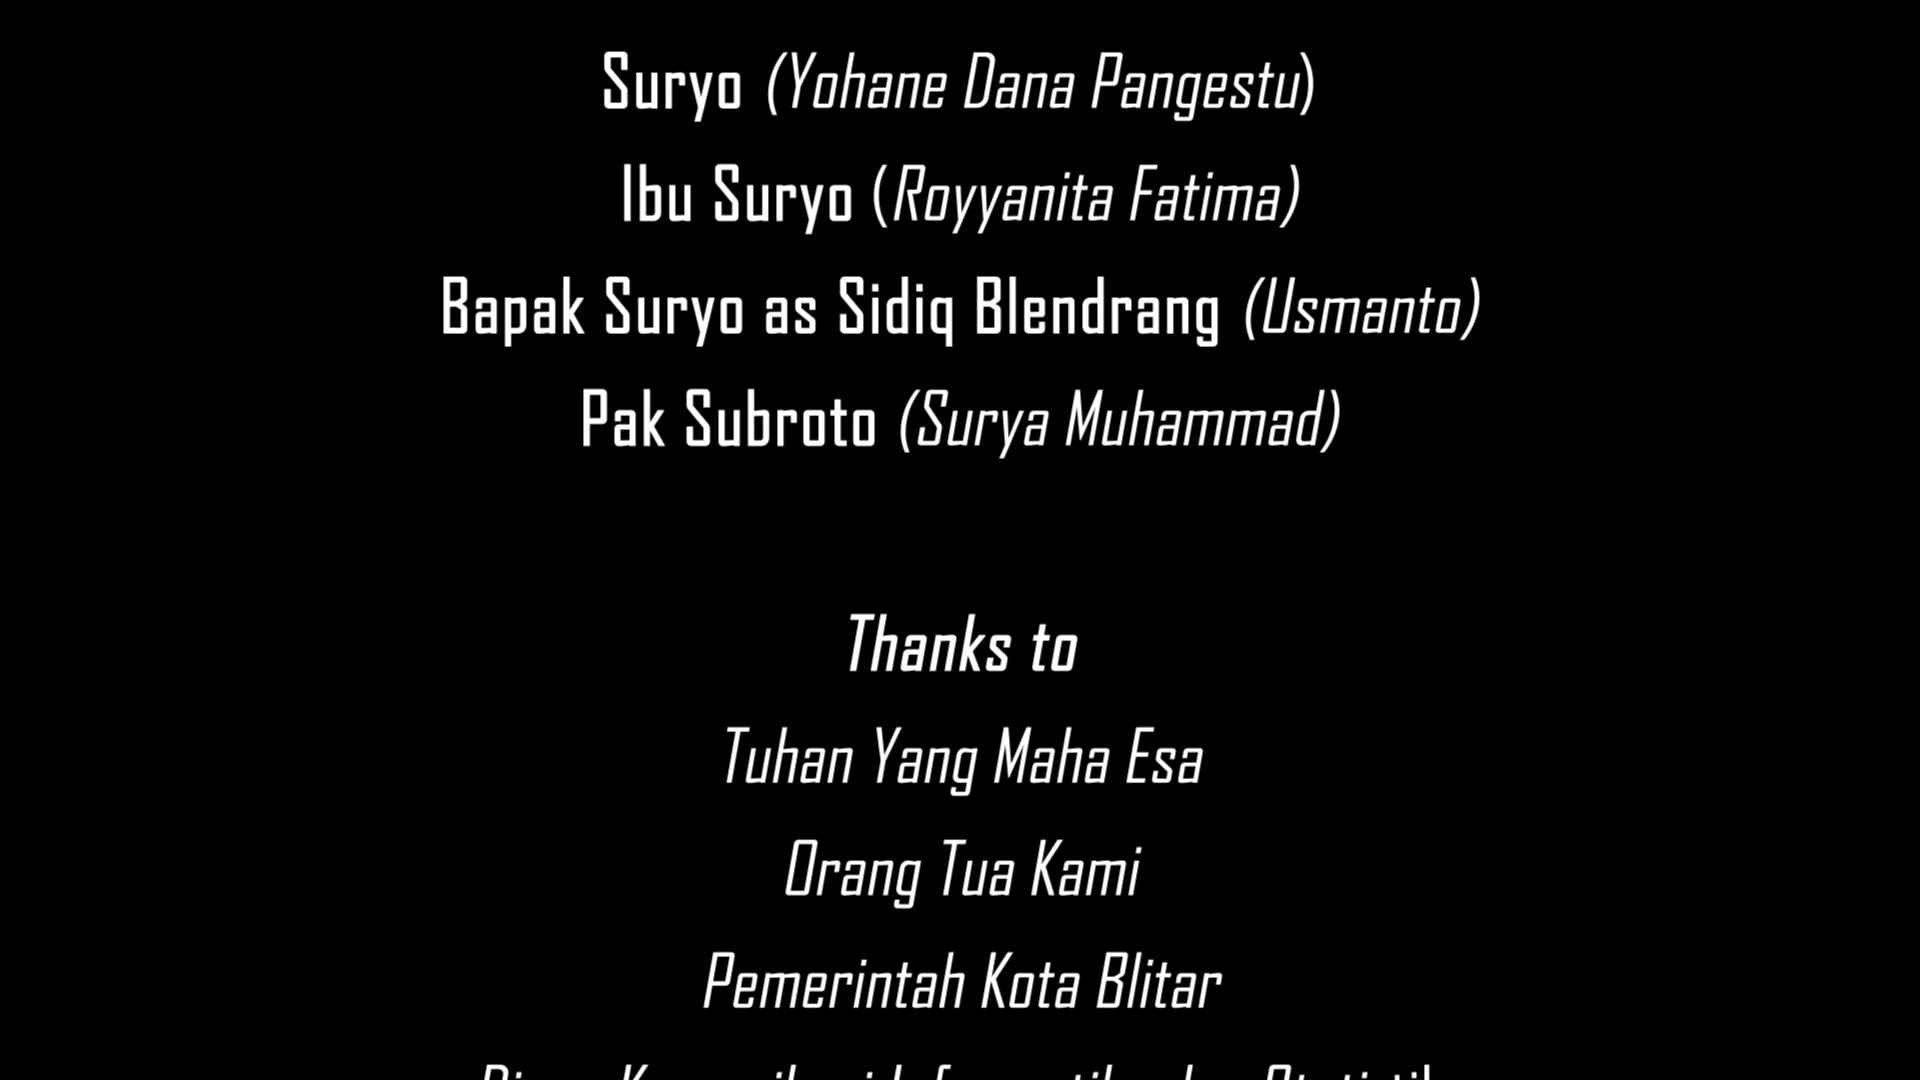 Suryo (Yohane Dana Pangestu)
Ibu Suryo (Royyanita Fatima)
Bapak Suryo as Sidiq Blendrang (Usmanto)
Pak Subroto (Surya Muhammad)
Thanks to
Tuhan Yang Maha Esa
Orang Tua Kami
Pemerintah Kota Blitar